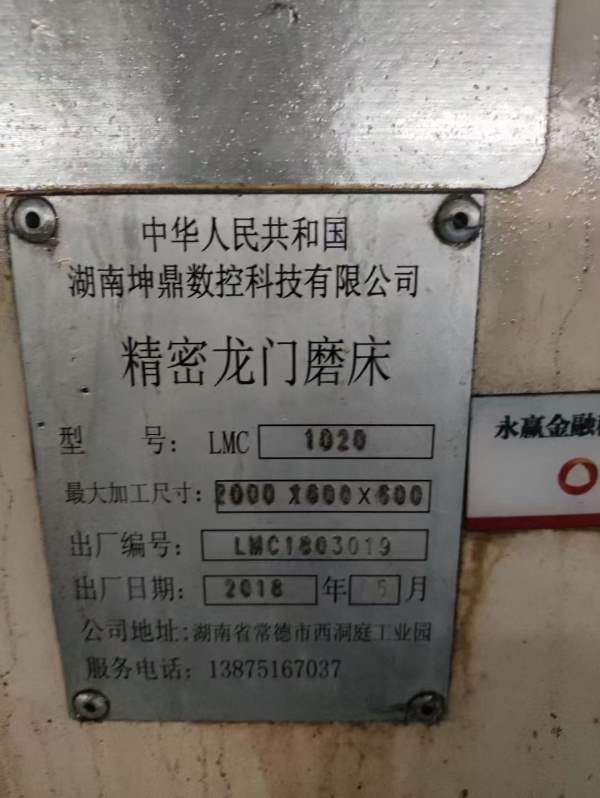 中华人民共和国
湖南坤鼎数控科技有限公司
精密龙门磨床
型 号: LMC 1020
最大加工尺寸: 2000 X600X600
出厂编号: LMC1803019
出厂日期: 2018 年 5 月
公司地址: 湖南省常德市西洞庭工业园
服务电话: 13875167037
永赢金融